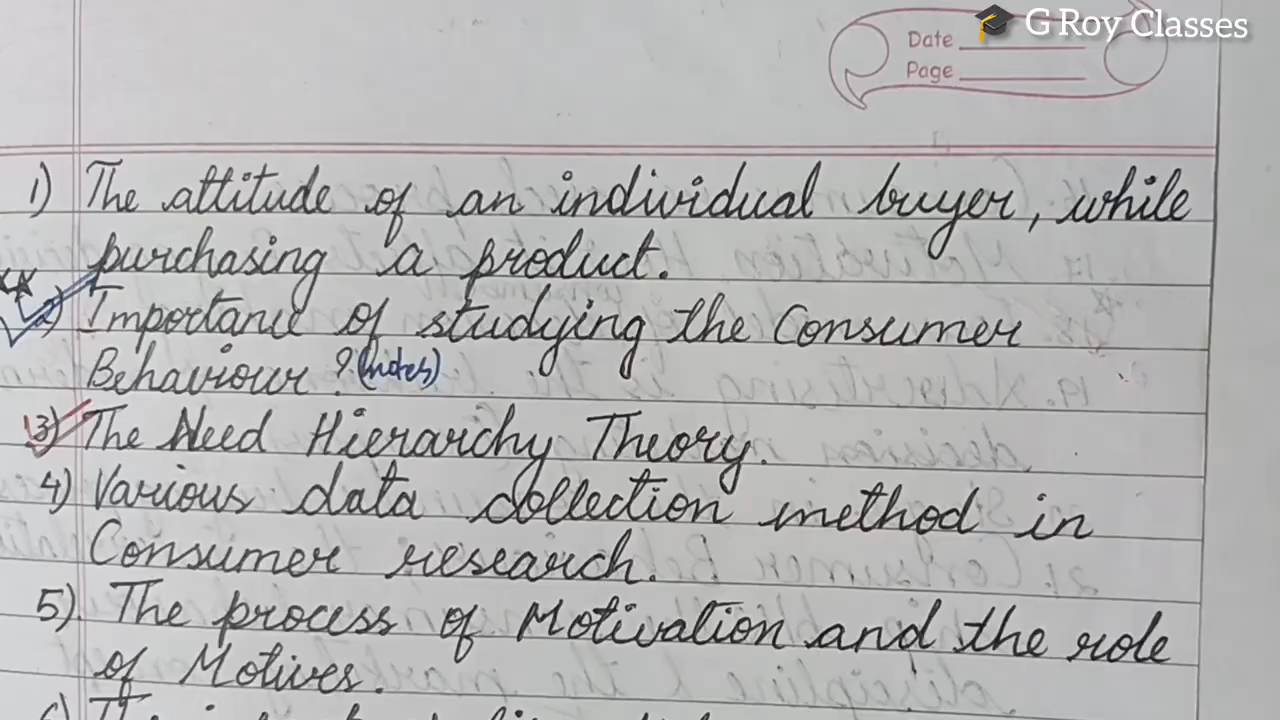 🎓 G Roy Classes
Date
Page
1) The attitude of an individual buyer, while
purchasing a product.
2) Importance of studying the Consumer
Behaviour? (notes)
3) The Need Hierarchy Theory.
4) Various data collection method in
Consumer research.
5) The process of Motivation and the role
of Motives.
6)